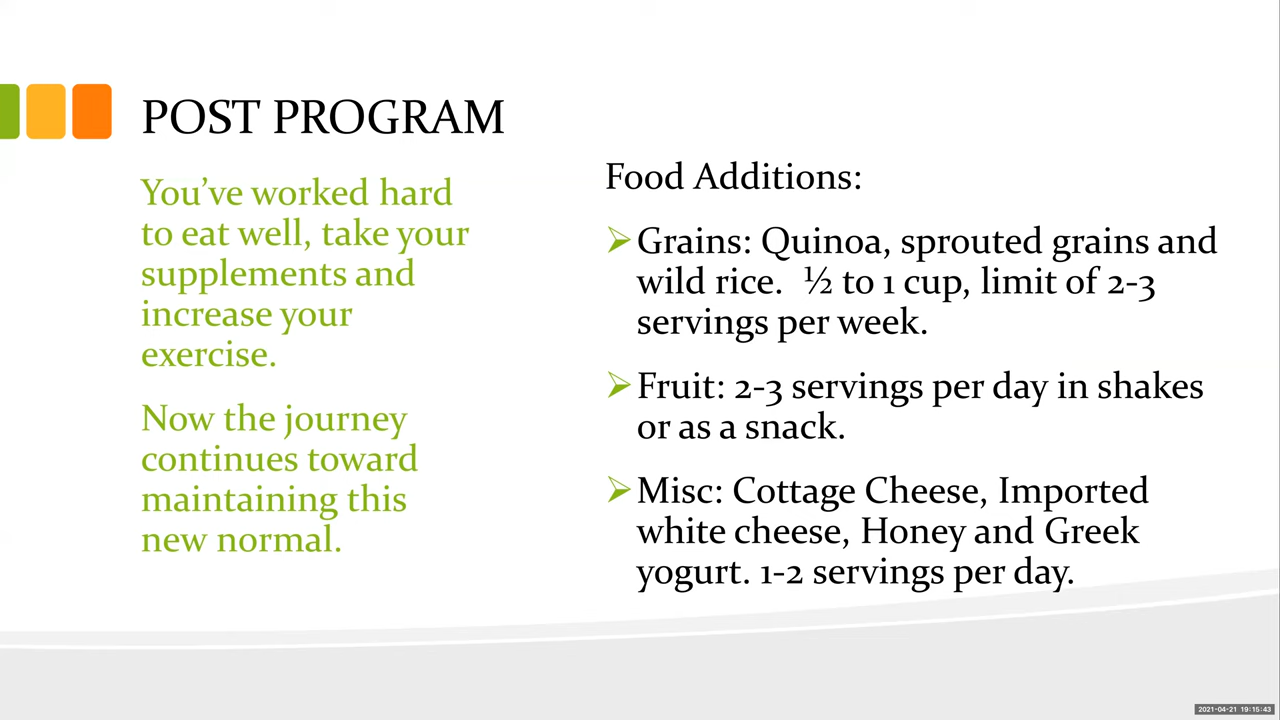 POST PROGRAM
You’ve worked hard
to eat well, take your
supplements and
increase your
exercise.
Now the journey
continues toward
maintaining this
new normal.
Food Additions:
Grains: Quinoa, sprouted grains and
wild rice.  ½ to 1 cup, limit of 2-3
servings per week.
Fruit: 2-3 servings per day in shakes
or as a snack.
Misc: Cottage Cheese, Imported
white cheese, Honey and Greek
yogurt. 1-2 servings per day.
2021-04-21 19:15:43